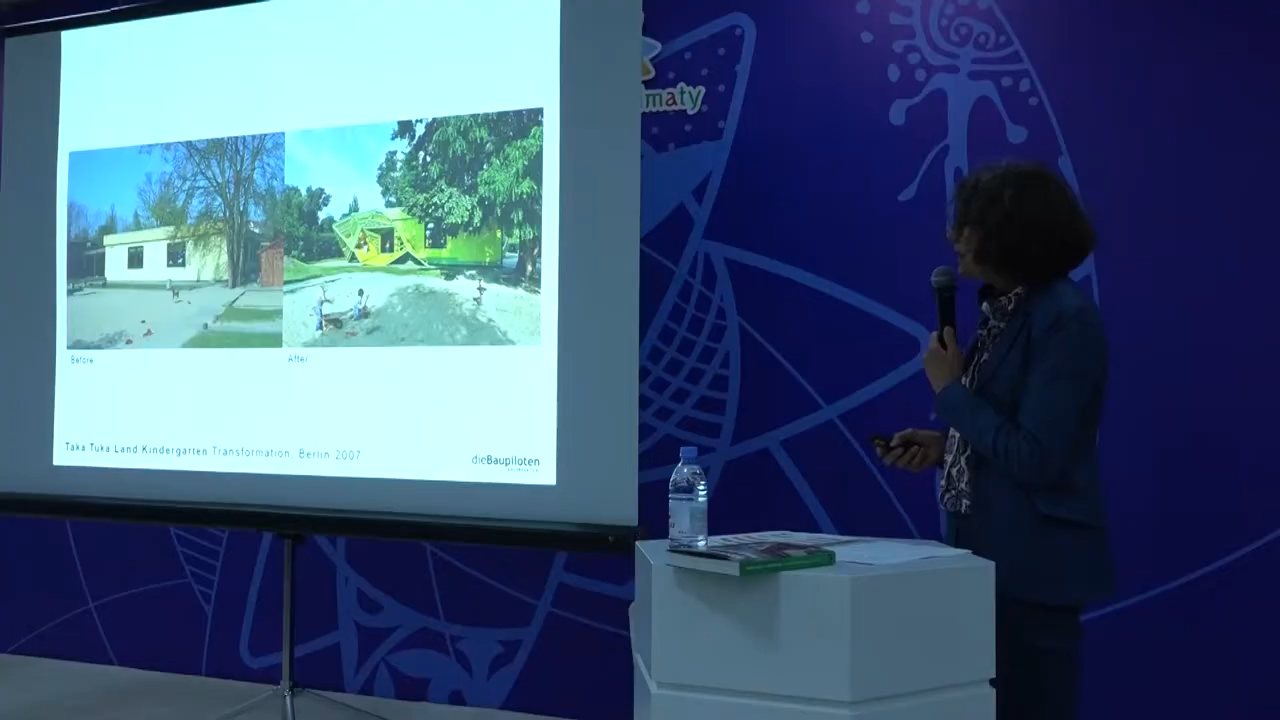 Before
After
Taka Tuka Land Kindergarten Transformation, Berlin 2007
dieBaupiloten
maty